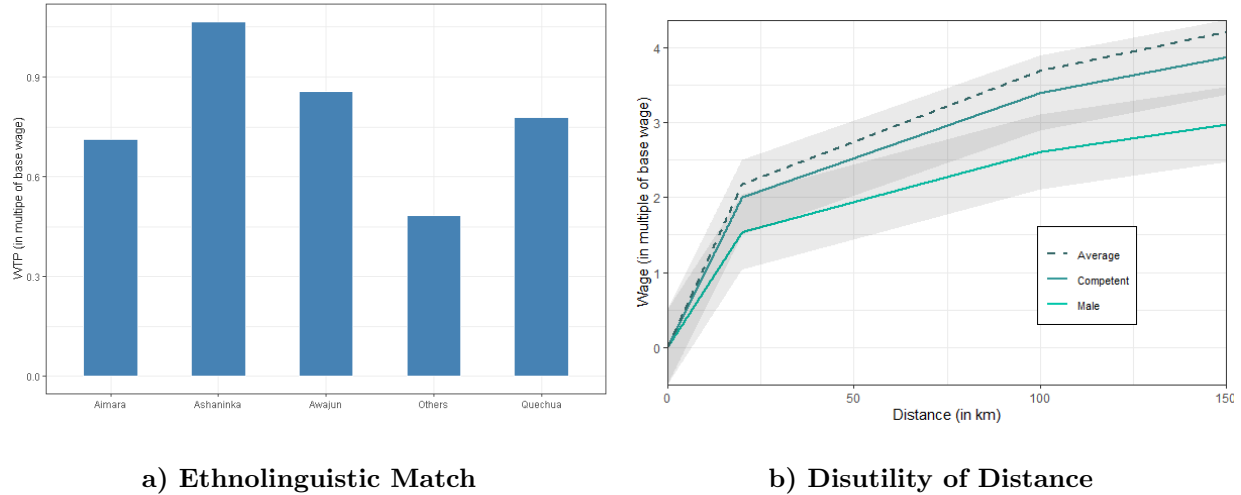 WTP (in multipe of base wage)
0.9
0.6
0.3
0.0
Aimara Ashaninka Awajun Others Quechua
a) Ethnolinguistic Match
Wage (in multiple of base wage)
4
3
2
1
0
Average
Competent
Male
0 50 100 150
Distance (in km)
b) Disutility of Distance